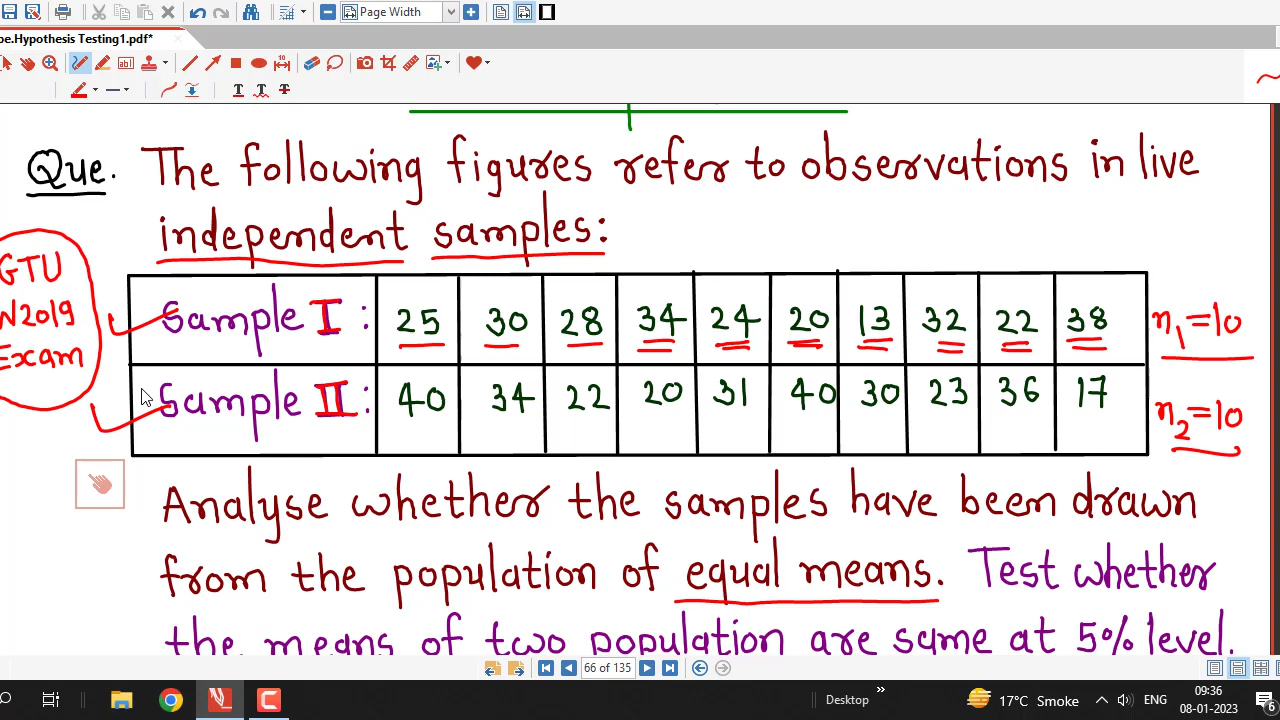 Page Width
pe.Hypothesis Testing1.pdf*
Que. The following figures refer to observations in live
independent samples:
GTU
W2019
Exam
Sample I : 25 30 28 34 24 20 13 32 22 38 n₁=10
Sample II : 40 34 22 20 31 40 30 23 36 17 n₂=10
Analyse whether the samples have been drawn
from the population of equal means. Test whether
the means of two population are same at 5% level.
66 of 135
Desktop
17°C Smoke
ENG
09:36
08-01-2023
6